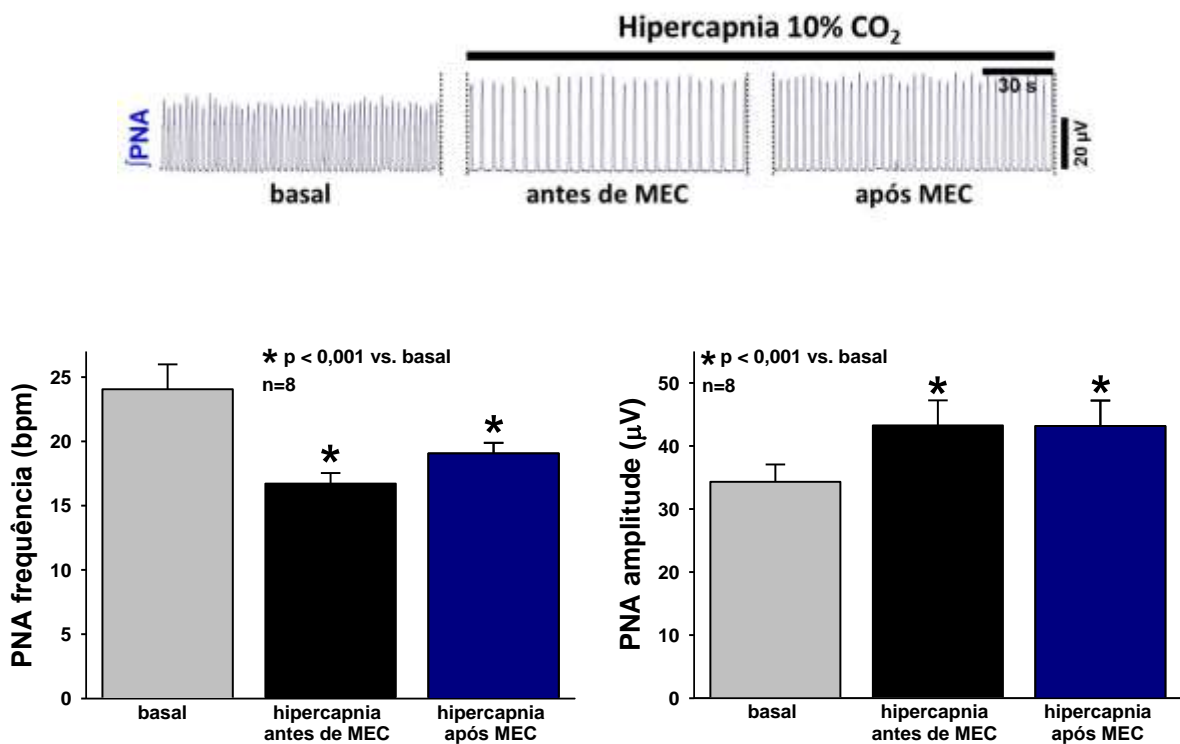 Hipercapnia 10% CO₂
30 s
∫PNA
20 µV
basal
antes de MEC
após MEC
* p < 0,001 vs. basal
n=8
PNA frequência (bpm)
25
20
15
10
5
0
*
*
basal
hipercapnia
antes de MEC
hipercapnia
após MEC
* p < 0,001 vs. basal
n=8
PNA amplitude (µV)
50
40
30
20
10
0
*
*
basal
hipercapnia
antes de MEC
hipercapnia
após MEC